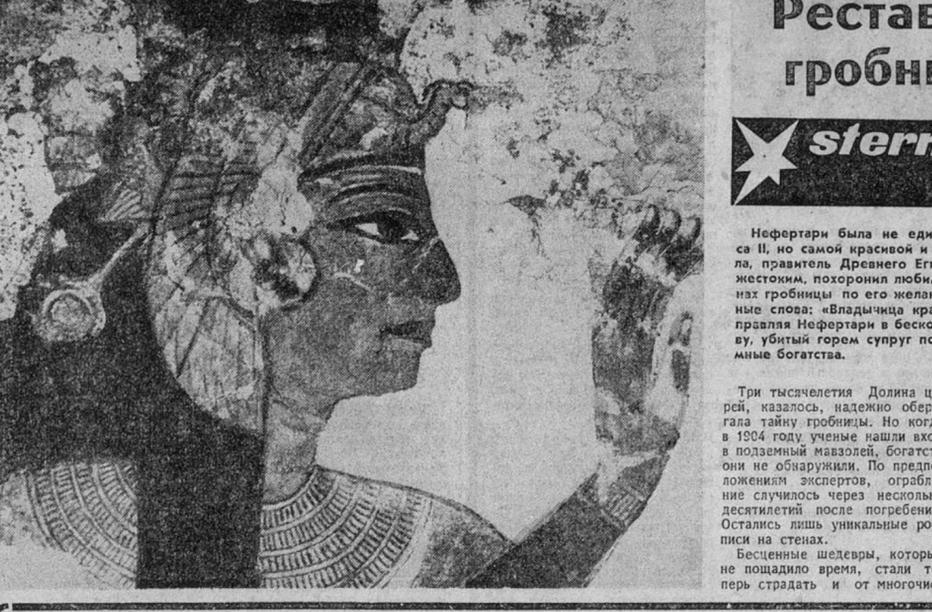 Рестав
гробни
stern
Нефертари была не еди
са II, но самой красивой и
ла, правитель Древнего Еги
жестоким, похоронил люби
нах гробницы по его желан
ные слова: «Владычица кра
правляя Нефертари в беско
ву, убитый горем супруг по
мные богатства.
Три тысячелетия Долина ц
рей, казалось, надежно обер
гала тайну гробницы. Но когд
в 1904 году ученые нашли вхо
в подземный мавзолей, богатст
они не обнаружили. По предпо
ложениям экспертов, ограбл
ние случилось через несколь
десятилетий после погребени
Остались лишь уникальные ро
писи на стенах.
Бесценные шедевры, которы
не пощадило время, стали т
перь страдать и от многочис